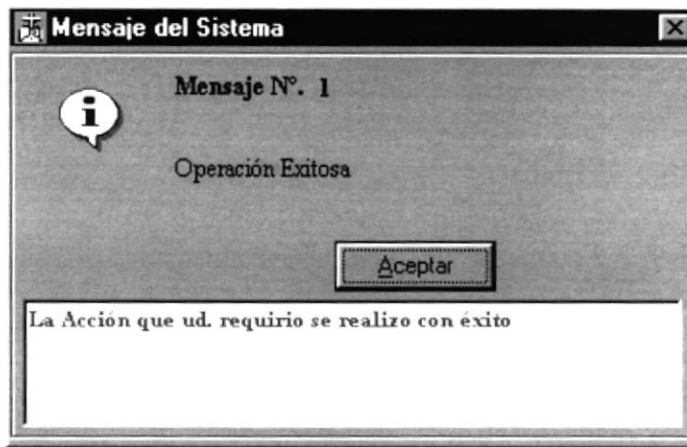 Mensaje del Sistema
Mensaje N°. 1
Operación Exitosa
Aceptar
La Acción que ud. requirio se realizo con éxito